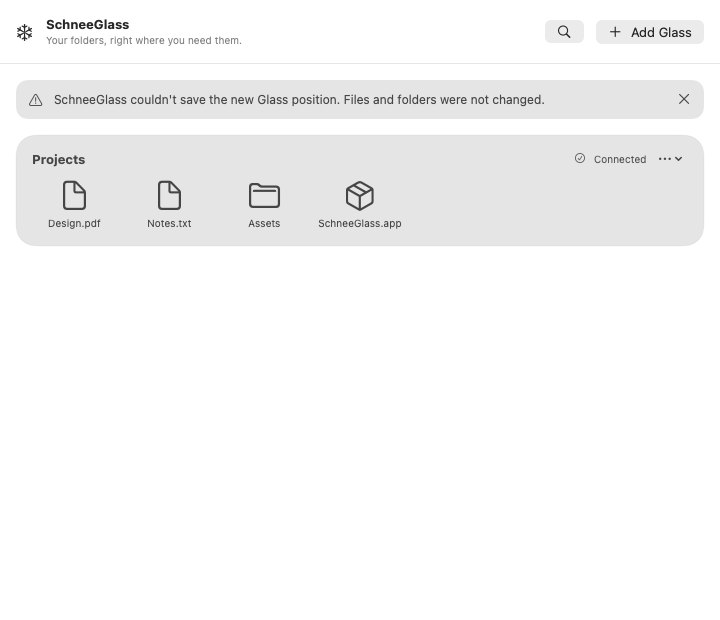 SchneeGlass
Your folders, right where you need them.
Add Glass
SchneeGlass couldn't save the new Glass position. Files and folders were not changed.
Projects
Connected
Design.pdf
Notes.txt
Assets
SchneeGlass.app